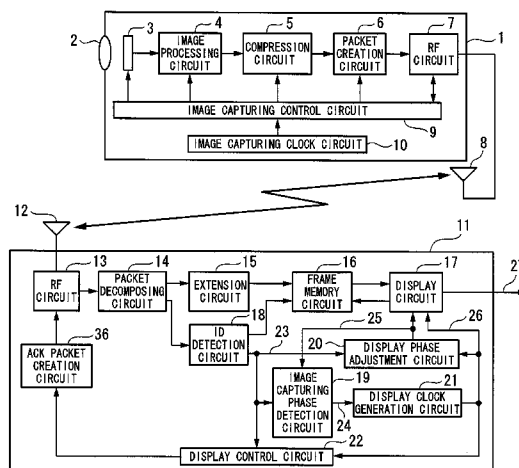 2
3
4
IMAGE PROCESSING CIRCUIT
5
COMPRESSION CIRCUIT
6
PACKET CREATION CIRCUIT
7
RF CIRCUIT
1
IMAGE CAPTURING CONTROL CIRCUIT
9
IMAGE CAPTURING CLOCK CIRCUIT
10
8
12
11
13
RF CIRCUIT
14
PACKET DECOMPOSING CIRCUIT
15
EXTENSION CIRCUIT
16
FRAME MEMORY CIRCUIT
17
DISPLAY CIRCUIT
27
18
ID DETECTION CIRCUIT
23
25
26
20
DISPLAY PHASE ADJUSTMENT CIRCUIT
36
ACK PACKET CREATION CIRCUIT
IMAGE CAPTURING PHASE DETECTION CIRCUIT
19
24
21
DISPLAY CLOCK GENERATION CIRCUIT
DISPLAY CONTROL CIRCUIT
22